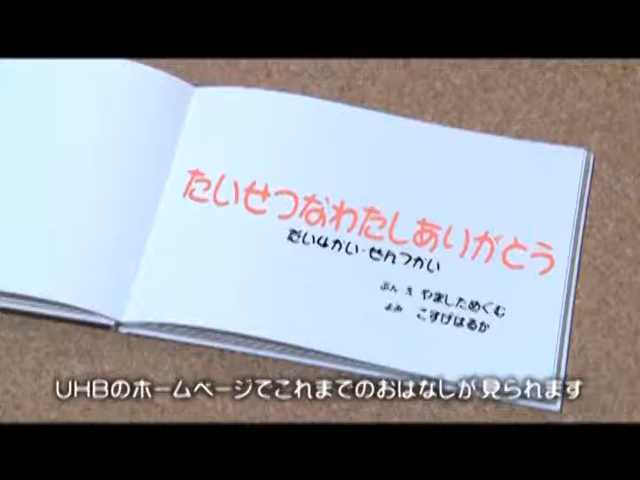 たいせつなわたしありがとう
だい4かい・せんつかい
ぶん え やましためぐむ
よみ こすげはるか
UHBのホームページでこれまでのおはなしが見られます